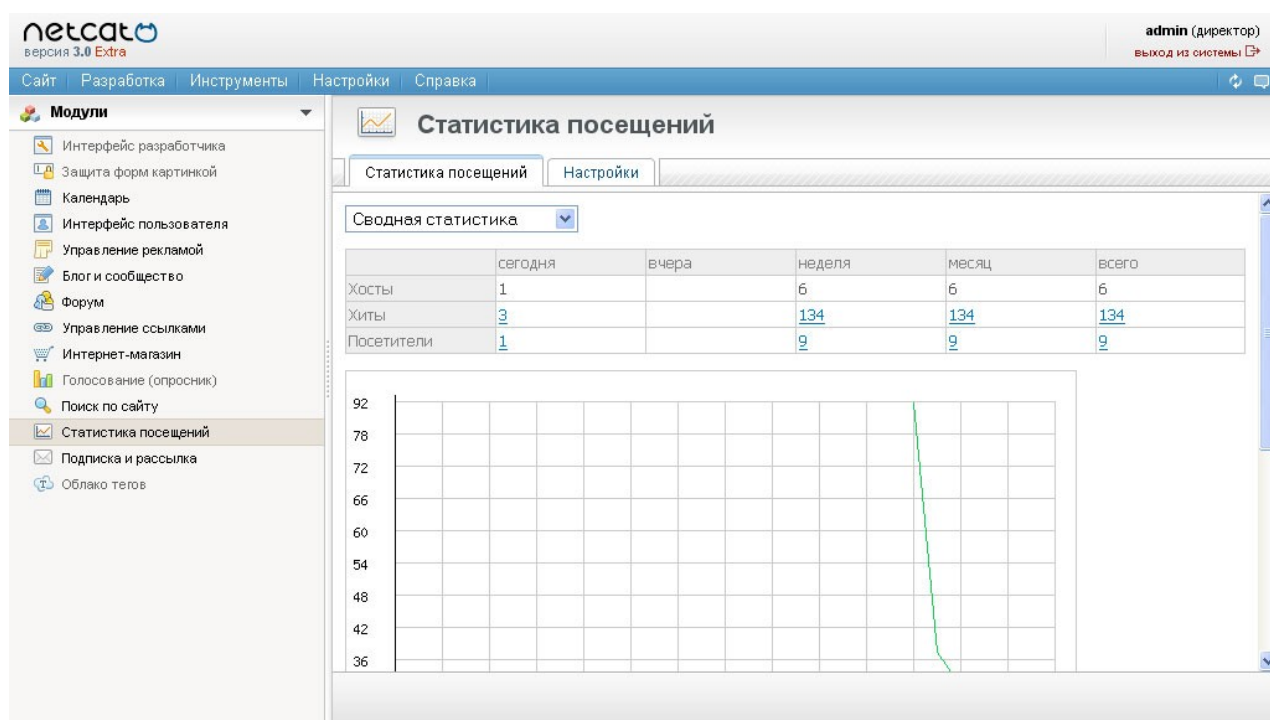 netcat
admin (директор)
версия 3.0 Extra
выход из системы
Сайт Разработка Инструменты Настройки Справка
Модули
Интерфейс разработчика
Защита форм картинкой
Календарь
Интерфейс пользователя
Управление рекламой
Блог и сообщество
Форум
Управление ссылками
Интернет-магазин
Голосование (опросник)
Поиск по сайту
Статистика посещений
Подписка и рассылка
Облако тегов
Статистика посещений
Статистика посещений Настройки
Сводная статистика
сегодня вчера неделя месяц всего
Хосты 1 6 6 6
Хиты 3 134 134 134
Посетители 1 9 9 9
92
78
72
66
60
54
48
42
36